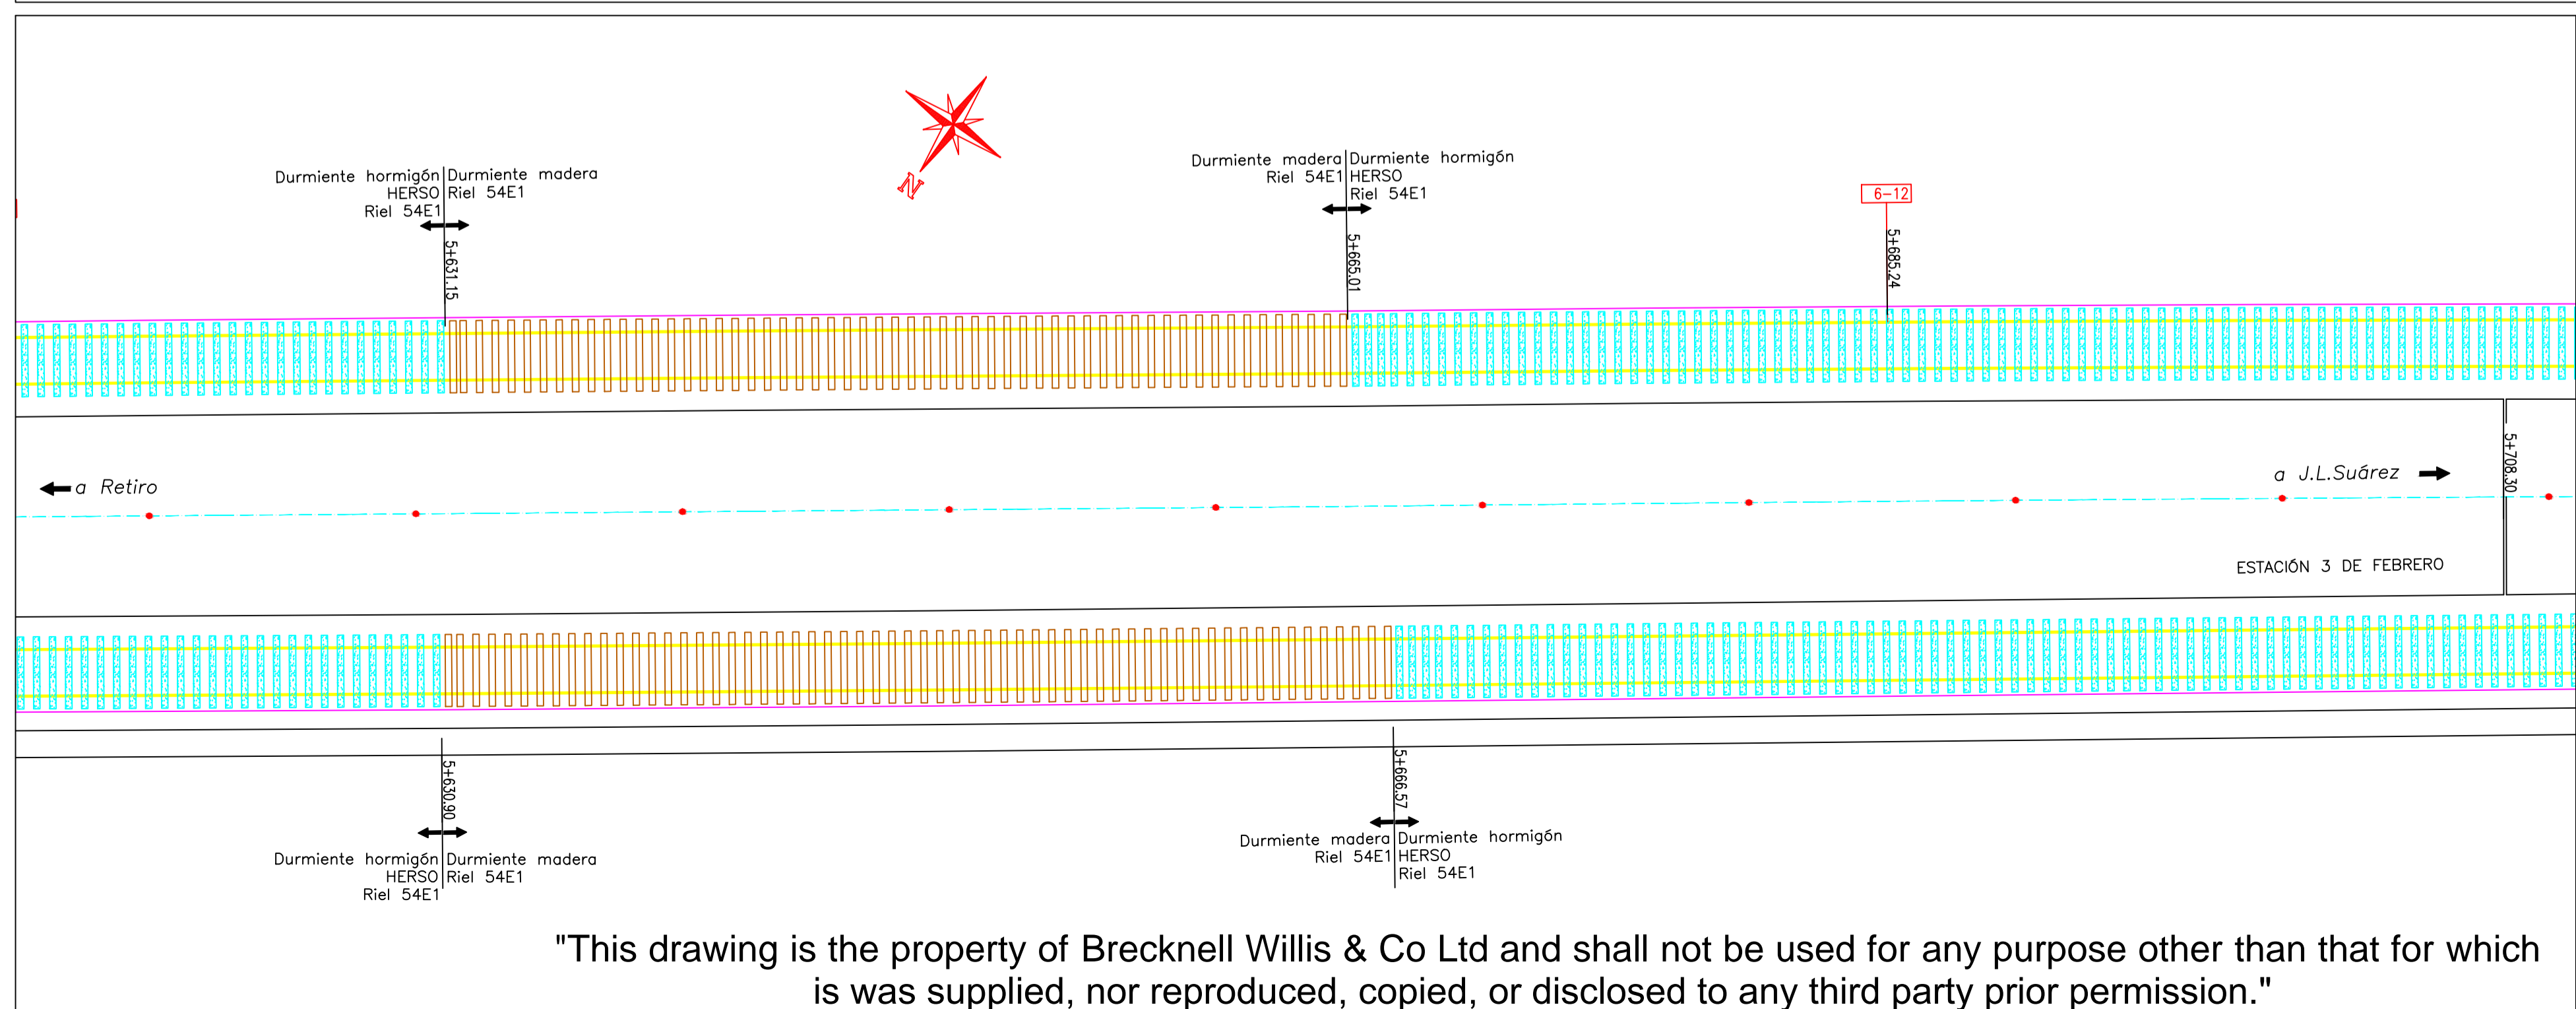 Durmiente hormigón
HERSO
Riel 54E1
Durmiente madera
Riel 54E1
5+631.15
N
Durmiente madera
Riel 54E1
Durmiente hormigón
HERSO
Riel 54E1
5+665.01
6-12
5+685.24
a Retiro
a J.L.Suárez
5+708.30
ESTACIÓN 3 DE FEBRERO
5+630.90
Durmiente hormigón
HERSO
Riel 54E1
Durmiente madera
Riel 54E1
5+666.57
Durmiente madera
Riel 54E1
Durmiente hormigón
HERSO
Riel 54E1
"This drawing is the property of Brecknell Willis & Co Ltd and shall not be used for any purpose other than that for which
is was supplied, nor reproduced, copied, or disclosed to any third party prior permission."